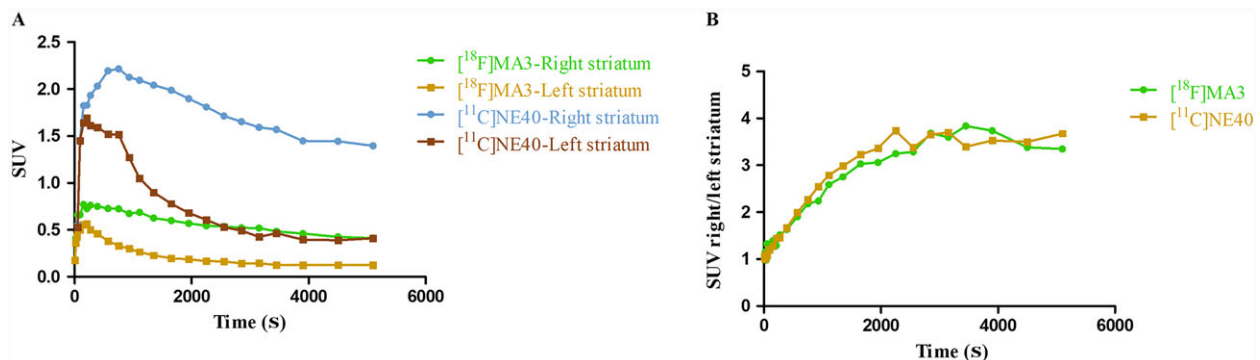 A
SUV
2.5
2.0
1.5
1.0
0.5
0.0
0
2000
4000
6000
Time (s)
[¹⁸F]MA3-Right striatum
[¹⁸F]MA3-Left striatum
[¹¹C]NE40-Right striatum
[¹¹C]NE40-Left striatum
B
SUV right/left striatum
5
4
3
2
1
0
0
2000
4000
6000
Time (s)
[¹⁸F]MA3
[¹¹C]NE40